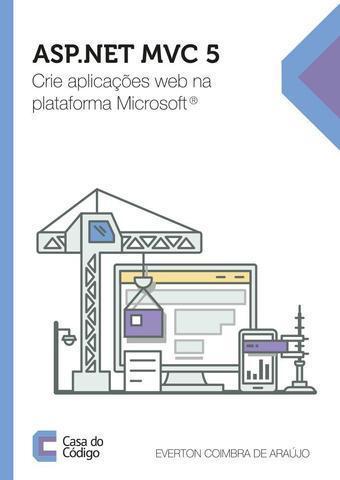 ASP.NET MVC 5
Crie aplicações web na
plataforma Microsoft®
Casa do
Código
EVERTON COIMBRA DE ARAÚJO